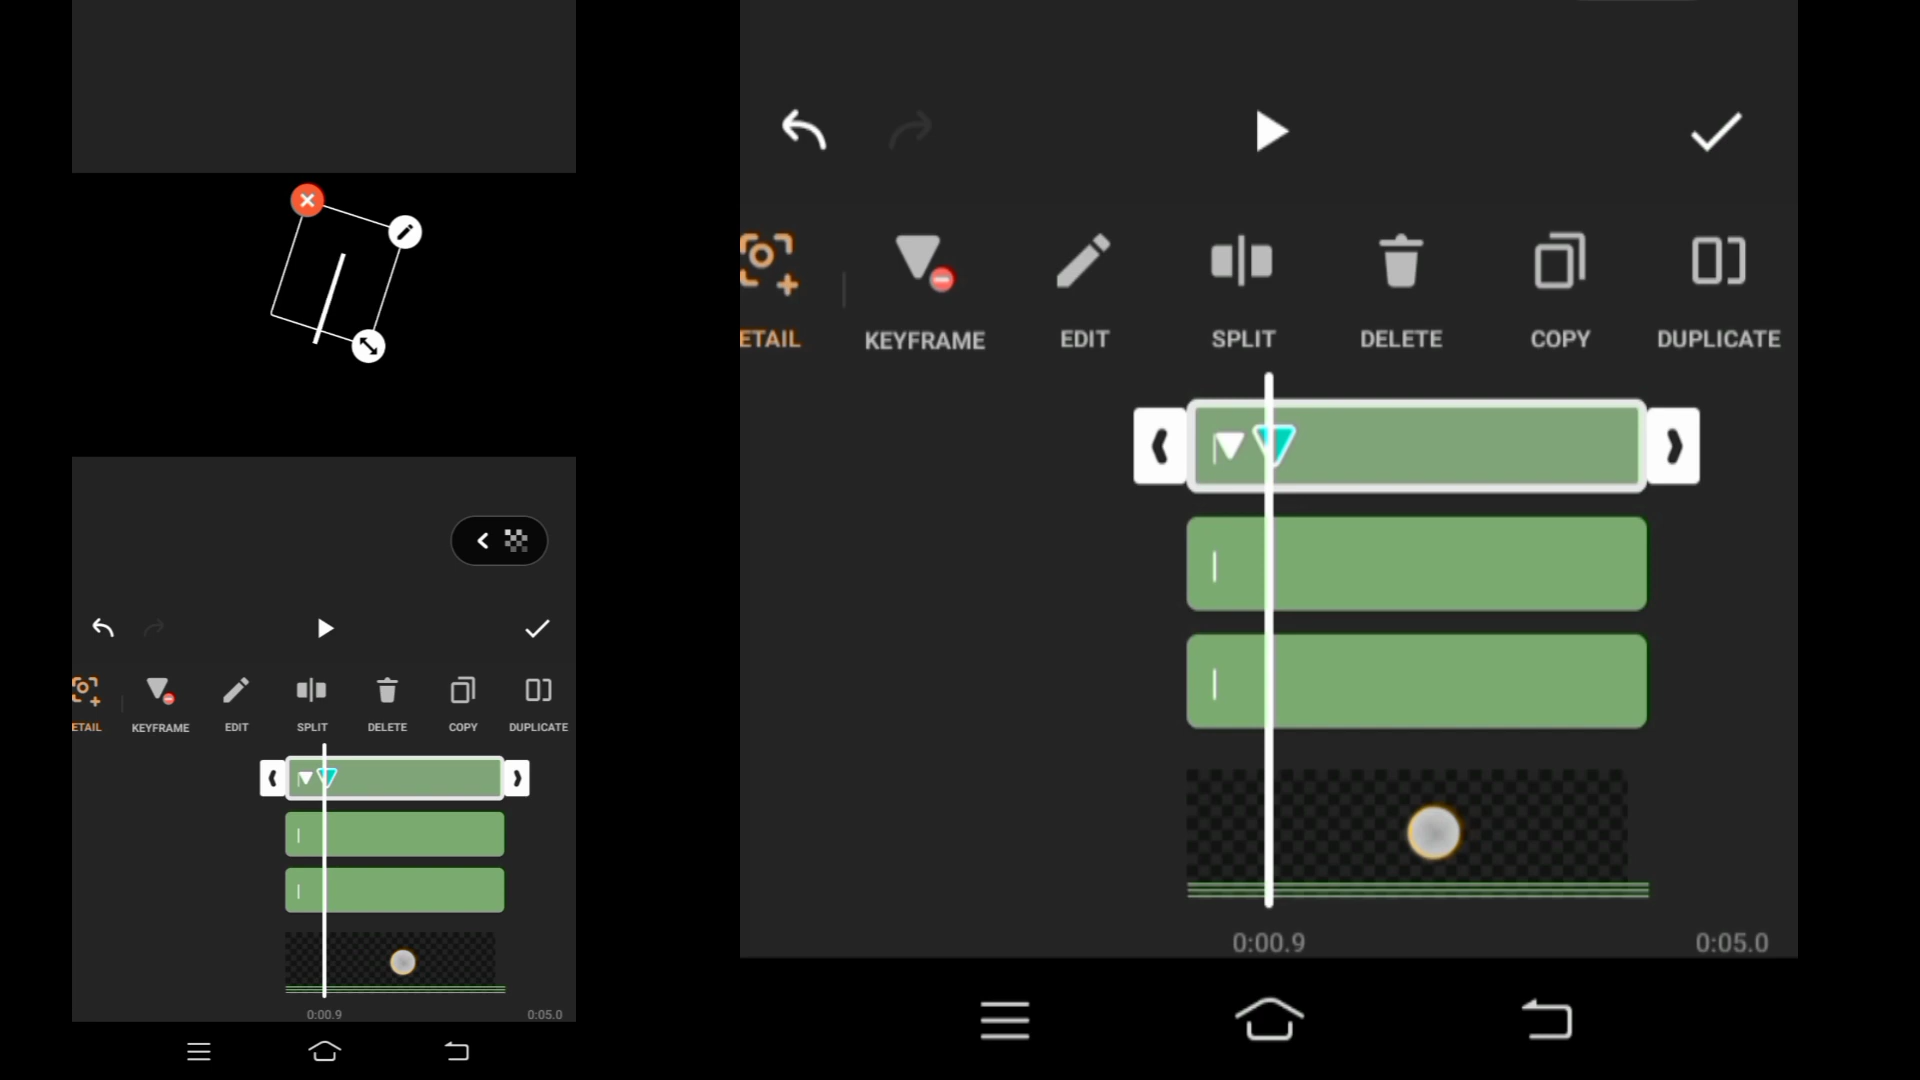 ETAIL KEYFRAME EDIT SPLIT DELETE COPY DUPLICATE
0:00.9 0:05.0
ETAIL KEYFRAME EDIT SPLIT DELETE COPY DUPLICATE
0:00.9 0:05.0